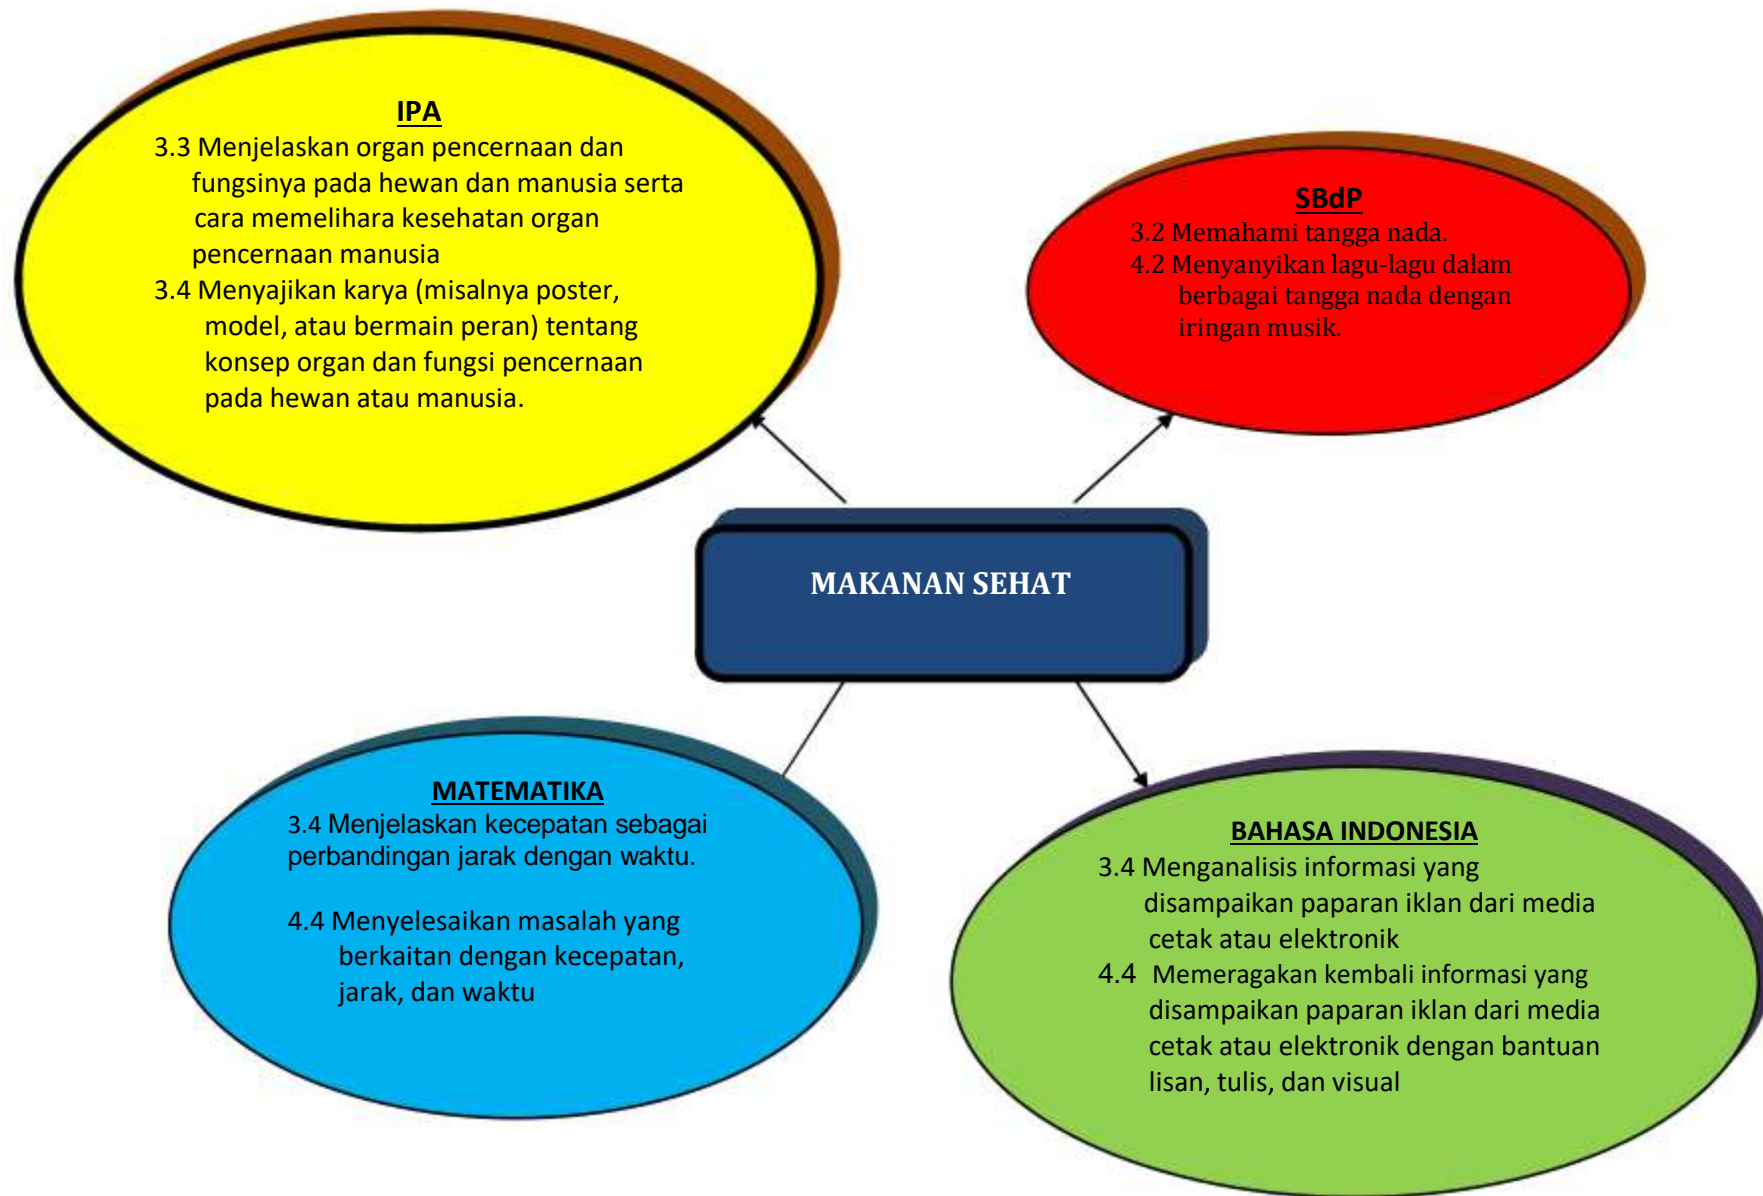 IPA
3.3 Menjelaskan organ pencernaan dan
fungsinya pada hewan dan manusia serta
cara memelihara kesehatan organ
pencernaan manusia
3.4 Menyajikan karya (misalnya poster,
model, atau bermain peran) tentang
konsep organ dan fungsi pencernaan
pada hewan atau manusia.
SBdP
3.2 Memahami tangga nada.
4.2 Menyanyikan lagu-lagu dalam
berbagai tangga nada dengan
iringan musik.
MAKANAN SEHAT
MATEMATIKA
3.4 Menjelaskan kecepatan sebagai
perbandingan jarak dengan waktu.
4.4 Menyelesaikan masalah yang
berkaitan dengan kecepatan,
jarak, dan waktu
BAHASA INDONESIA
3.4 Menganalisis informasi yang
disampaikan paparan iklan dari media
cetak atau elektronik
4.4 Memeragakan kembali informasi yang
disampaikan paparan iklan dari media
cetak atau elektronik dengan bantuan
lisan, tulis, dan visual